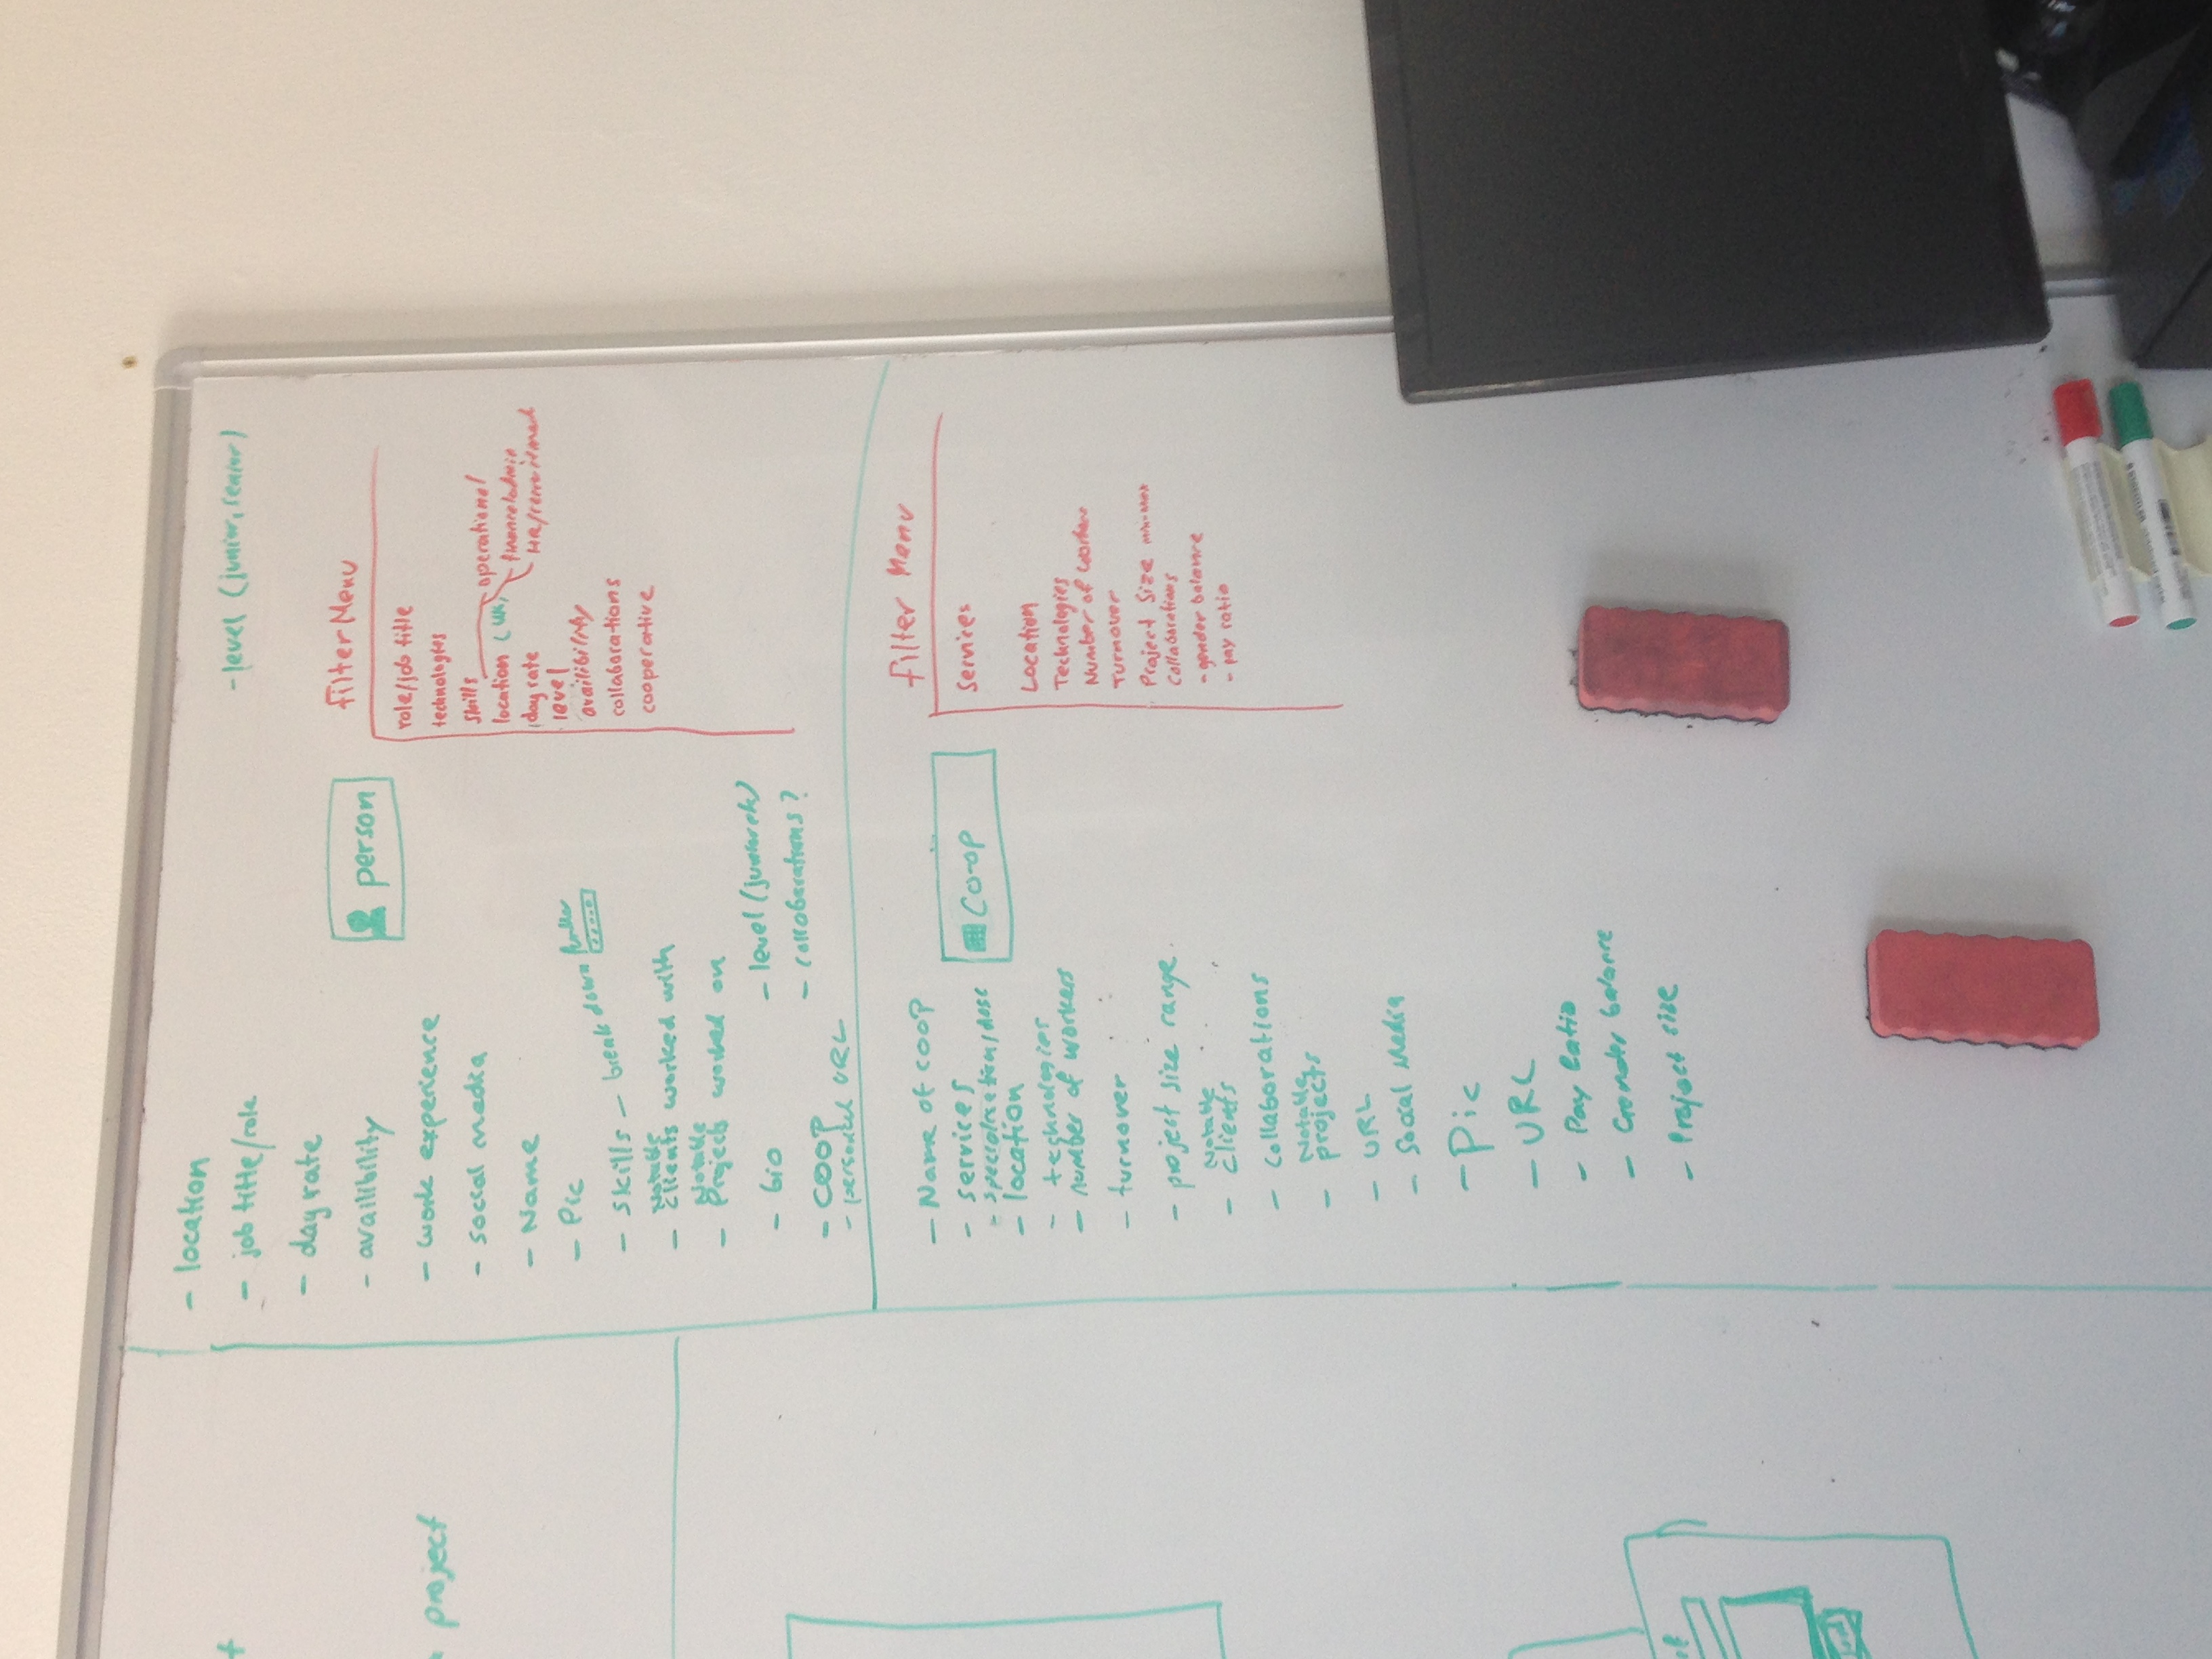 project
- location
- job title/role
- day rate
- availibility
- work experience
- social media
- Name
- Pic
- skills - break down further
- Notable clients worked with
- Notable Projects worked on
- bio
- COOP
- personal URL
- level (junior etc)
- collaborations?
person
- level (junior, senior)
filter Menu
role/job title
technologies
skills
operational
finance/admin
HR/recruitment
location (UK)
day rate
level
availibility
collaborations
cooperative
- Name of COOP
- services
- location
- technologies
- number of workers
- turnover
- project size range
- Notable clients
- collaborations
- Notable projects
- URL
- Social Media
- Pic
- URL
- Pay Ratio
- Gender balance
- Project size
CO-OP
filter Menu
Services
Location
Technologies
Number of workers
Turnover
Project Size min-max
Collaborations
- gender balance
- pay ratio